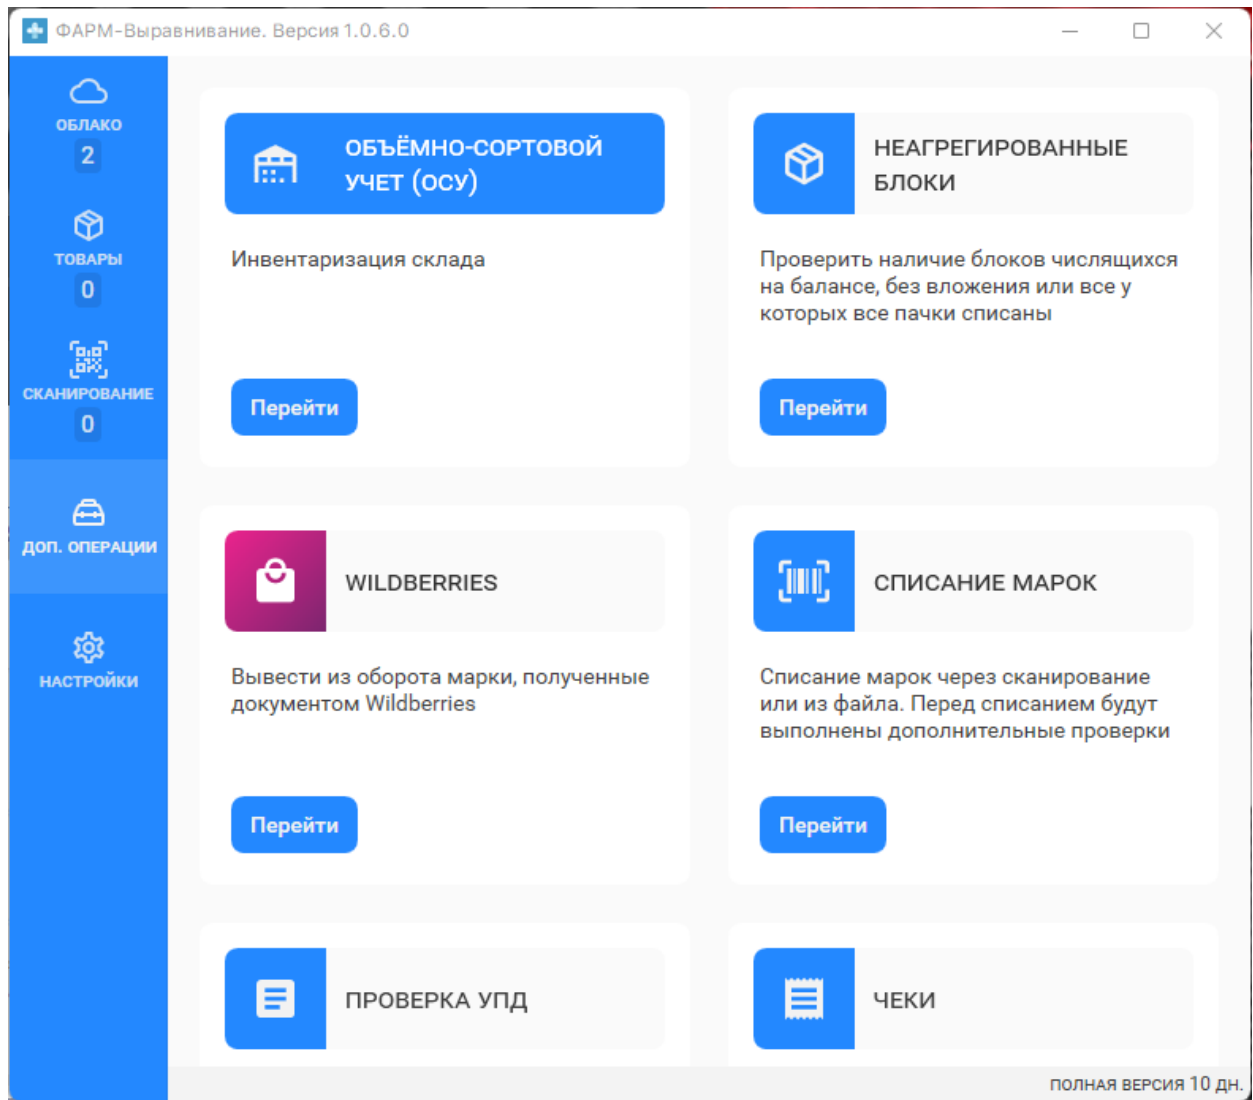 ФАРМ-Выравнивание. Версия 1.0.6.0
ОБЛАКО
2
ТОВАРЫ
0
СКАНИРОВАНИЕ
0
ДОП. ОПЕРАЦИИ
НАСТРОЙКИ
ОБЪЁМНО-СОРТОВОЙ
УЧЕТ (ОСУ)
Инвентаризация склада
Перейти
НЕАГРЕГИРОВАННЫЕ
БЛОКИ
Проверить наличие блоков числящихся
на балансе, без вложения или все у
которых все пачки списаны
Перейти
WILDBERRIES
Вывести из оборота марки, полученные
документом Wildberries
Перейти
СПИСАНИЕ МАРОК
Списание марок через сканирование
или из файла. Перед списанием будут
выполнены дополнительные проверки
Перейти
ПРОВЕРКА УПД
ЧЕКИ
ПОЛНАЯ ВЕРСИЯ 10 ДН.